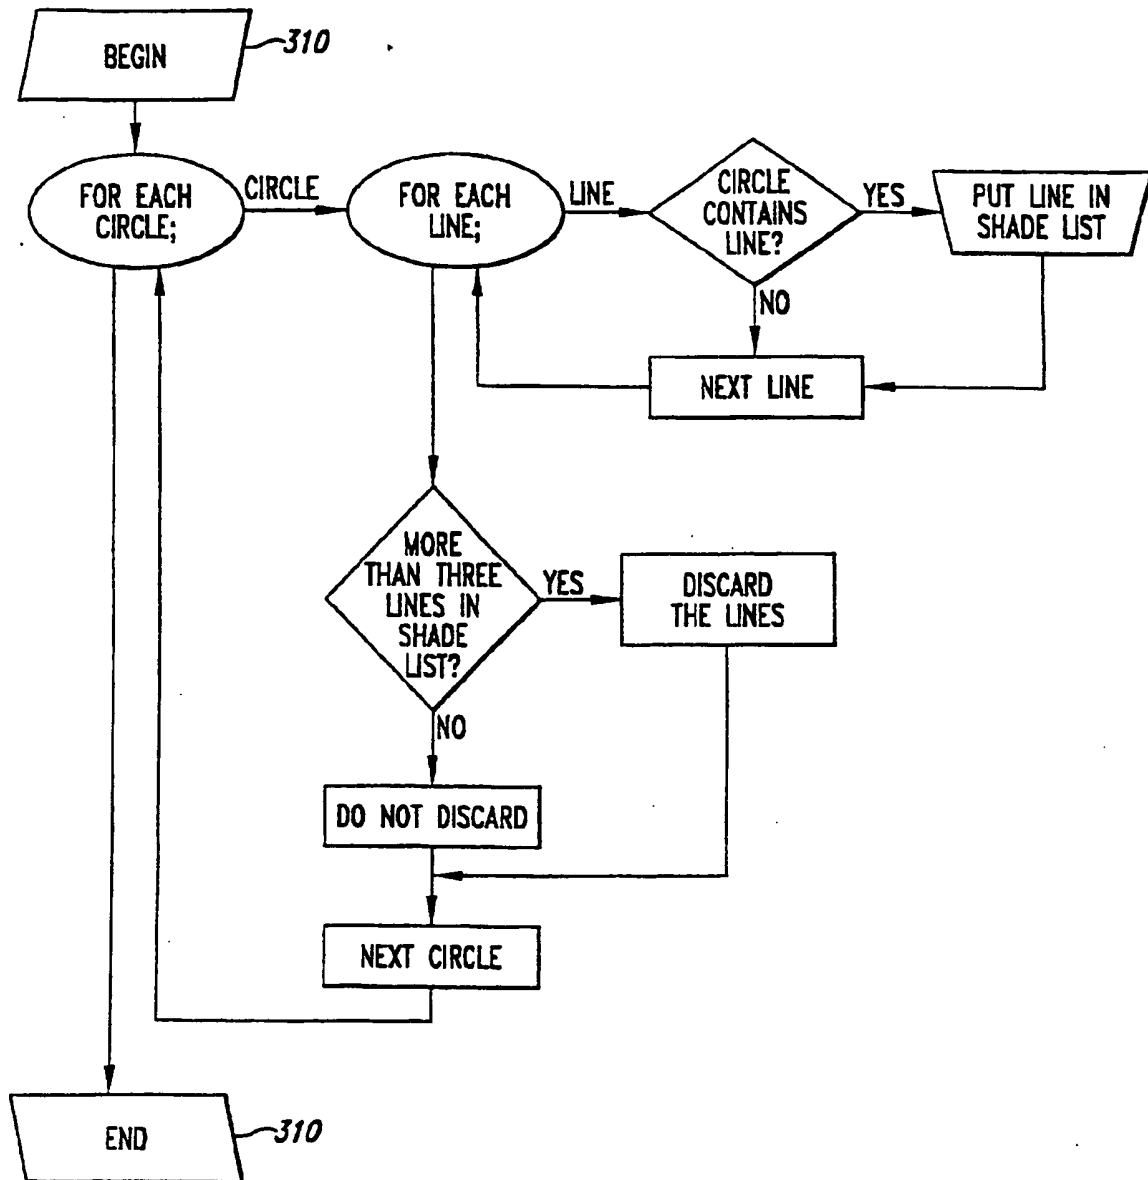 BEGIN
310
FOR EACH
CIRCLE;
CIRCLE
FOR EACH
LINE;
LINE
CIRCLE
CONTAINS
LINE?
YES
PUT LINE IN
SHADE LIST
NO
NEXT LINE
MORE
THAN THREE
LINES IN
SHADE
LIST?
YES
DISCARD
THE LINES
NO
DO NOT DISCARD
NEXT CIRCLE
END
310